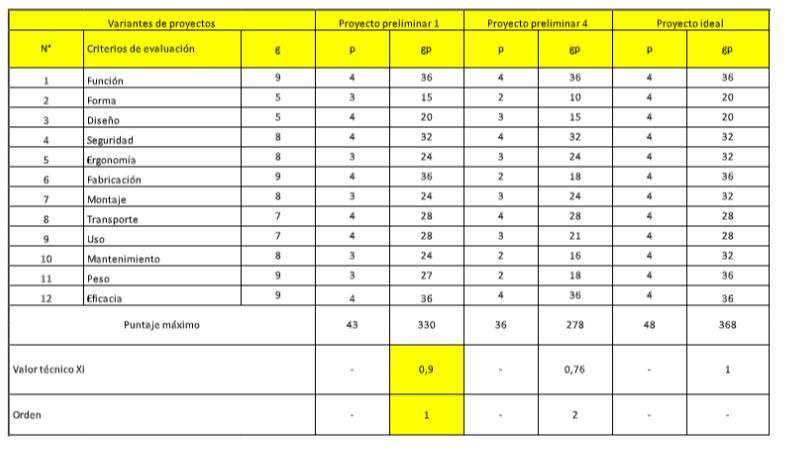 Variantes de proyectos Proyecto preliminar 1 Proyecto preliminar 4 Proyecto ideal
N° Criterios de evaluación g p gp p gp p gp
1 Función 9 4 36 4 36 4 36
2 Forma 5 3 15 2 10 4 20
3 Diseño 5 4 20 3 15 4 20
4 Seguridad 8 4 32 4 32 4 32
5 Ergonomía 8 3 24 3 24 4 32
6 Fabricación 9 4 36 2 18 4 36
7 Montaje 8 3 24 3 24 4 32
8 Transporte 7 4 28 4 28 4 28
9 Uso 7 4 28 3 21 4 28
10 Mantenimiento 8 3 24 2 16 4 32
11 Peso 9 3 27 2 18 4 36
12 Eficacia 9 4 36 4 36 4 36
Puntaje máximo 43 330 36 278 48 368
Valor técnico Xi - 0,9 - 0,76 - 1
Orden - 1 - 2 - -